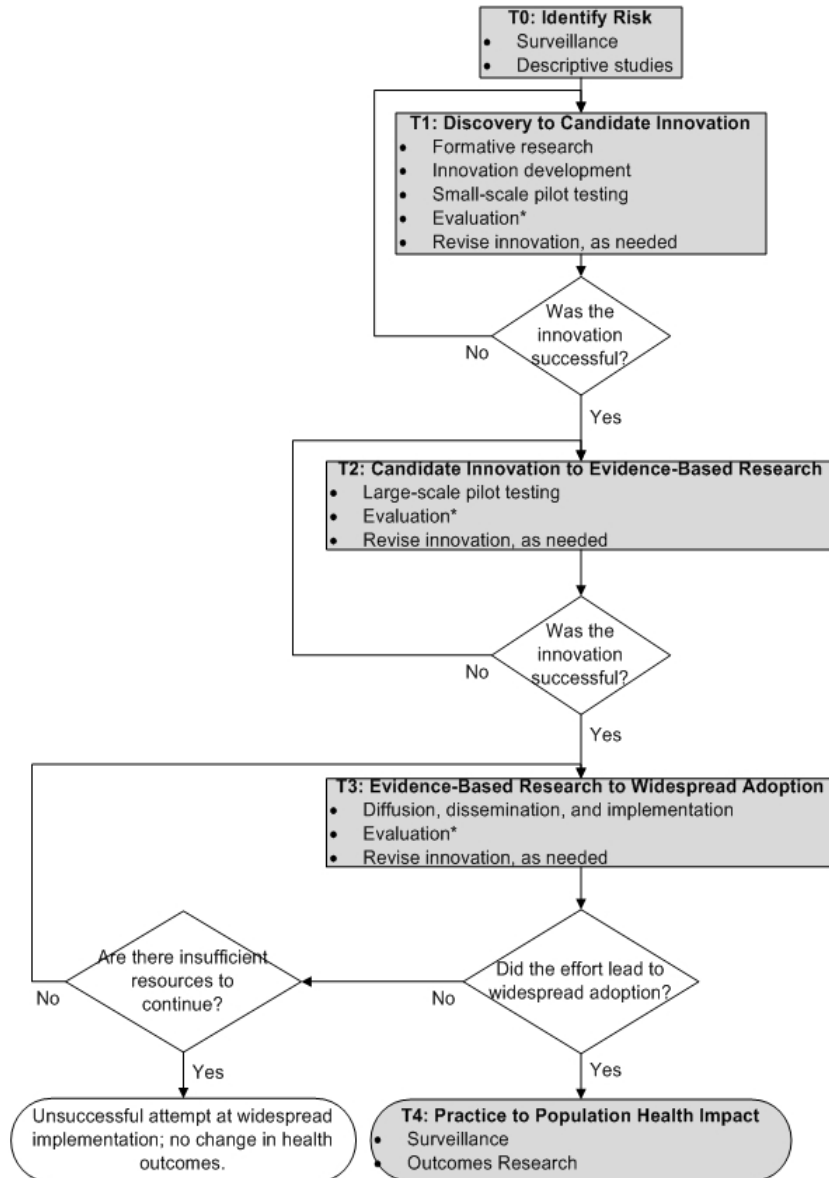 T0: Identify Risk
• Surveillance
• Descriptive studies
T1: Discovery to Candidate Innovation
• Formative research
• Innovation development
• Small-scale pilot testing
• Evaluation*
• Revise innovation, as needed
Was the
innovation
successful?
No
Yes
T2: Candidate Innovation to Evidence-Based Research
• Large-scale pilot testing
• Evaluation*
• Revise innovation, as needed
Was the
innovation
successful?
No
Yes
T3: Evidence-Based Research to Widespread Adoption
• Diffusion, dissemination, and implementation
• Evaluation*
• Revise innovation, as needed
Are there insufficient
resources to
continue?
No
Yes
Did the effort lead to
widespread adoption?
No
Yes
Unsuccessful attempt at widespread
implementation; no change in health
outcomes.
T4: Practice to Population Health Impact
• Surveillance
• Outcomes Research